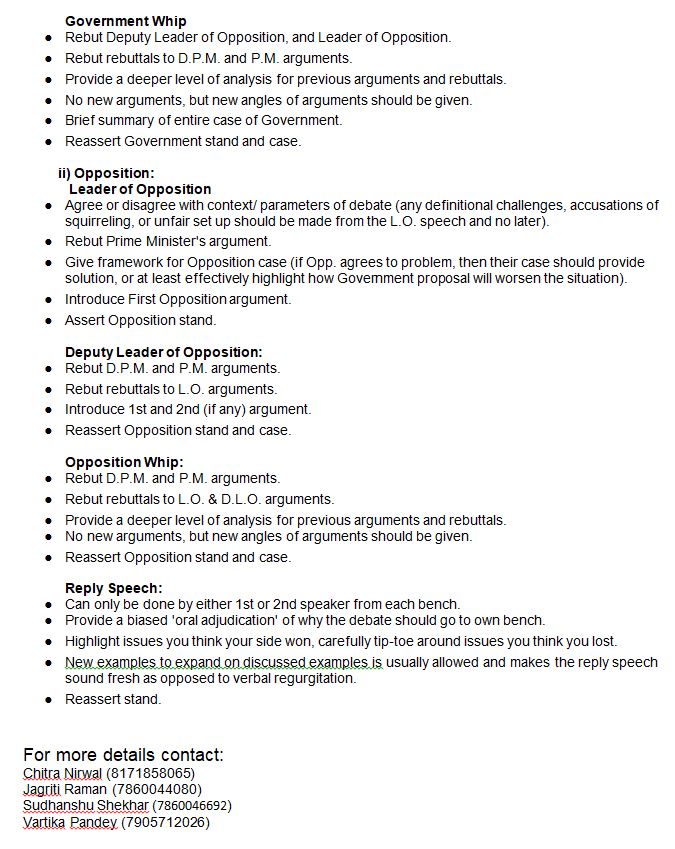 Government Whip
● Rebut Deputy Leader of Opposition, and Leader of Opposition.
● Rebut rebuttals to D.P.M. and P.M. arguments.
● Provide a deeper level of analysis for previous arguments and rebuttals.
● No new arguments, but new angles of arguments should be given.
● Brief summary of entire case of Government.
● Reassert Government stand and case.
ii) Opposition:
Leader of Opposition
● Agree or disagree with context/ parameters of debate (any definitional challenges, accusations of
squirreling, or unfair set up should be made from the L.O. speech and no later).
● Rebut Prime Minister's argument.
● Give framework for Opposition case (if Opp. agrees to problem, then their case should provide
solution, or at least effectively highlight how Government proposal will worsen the situation).
● Introduce First Opposition argument.
● Assert Opposition stand.
Deputy Leader of Opposition:
● Rebut D.P.M. and P.M. arguments.
● Rebut rebuttals to L.O. arguments.
● Introduce 1st and 2nd (if any) argument.
● Reassert Opposition stand and case.
Opposition Whip:
● Rebut D.P.M. and P.M. arguments.
● Rebut rebuttals to L.O. & D.L.O. arguments.
● Provide a deeper level of analysis for previous arguments and rebuttals.
● No new arguments, but new angles of arguments should be given.
● Reassert Opposition stand and case.
Reply Speech:
● Can only be done by either 1st or 2nd speaker from each bench.
● Provide a biased 'oral adjudication' of why the debate should go to own bench.
● Highlight issues you think your side won, carefully tip-toe around issues you think you lost.
● New examples to expand on discussed examples is usually allowed and makes the reply speech
sound fresh as opposed to verbal regurgitation.
● Reassert stand.
For more details contact:
Chitra Nirwal (8171858065)
Jagriti Raman (7860044080)
Sudhanshu Shekhar (7860046692)
Vartika Pandey (7905712026)